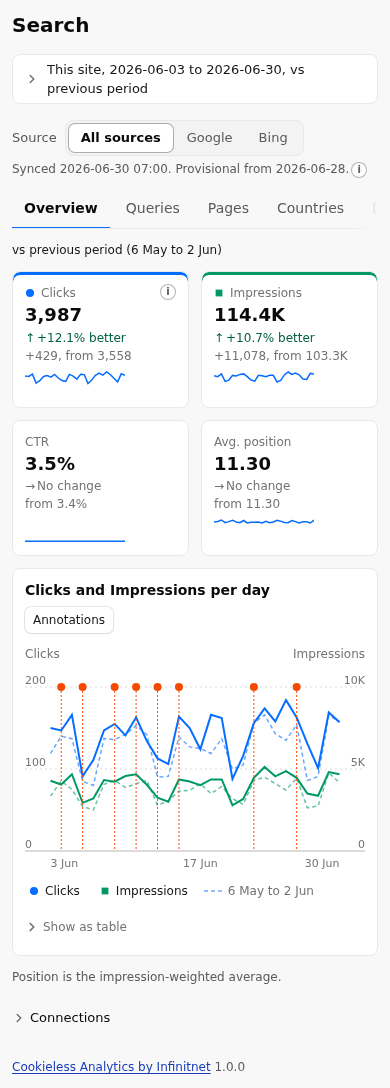 Search
This site, 2026-06-03 to 2026-06-30, vs
previous period
Source
All sources
Google
Bing
Synced 2026-06-30 07:00. Provisional from 2026-06-28. i
Overview
Queries
Pages
Countries
vs previous period (6 May to 2 Jun)
Clicks
i
3,987
↑ +12.1% better
+429, from 3,558
Impressions
114.4K
↑ +10.7% better
+11,078, from 103.3K
CTR
3.5%
→ No change
from 3.4%
Avg. position
11.30
→ No change
from 11.30
Clicks and Impressions per day
Annotations
Clicks
Impressions
200
10K
100
5K
0
0
3 Jun
17 Jun
30 Jun
Clicks
Impressions
6 May to 2 Jun
Show as table
Position is the impression-weighted average.
Connections
Cookieless Analytics by Infinitnet 1.0.0